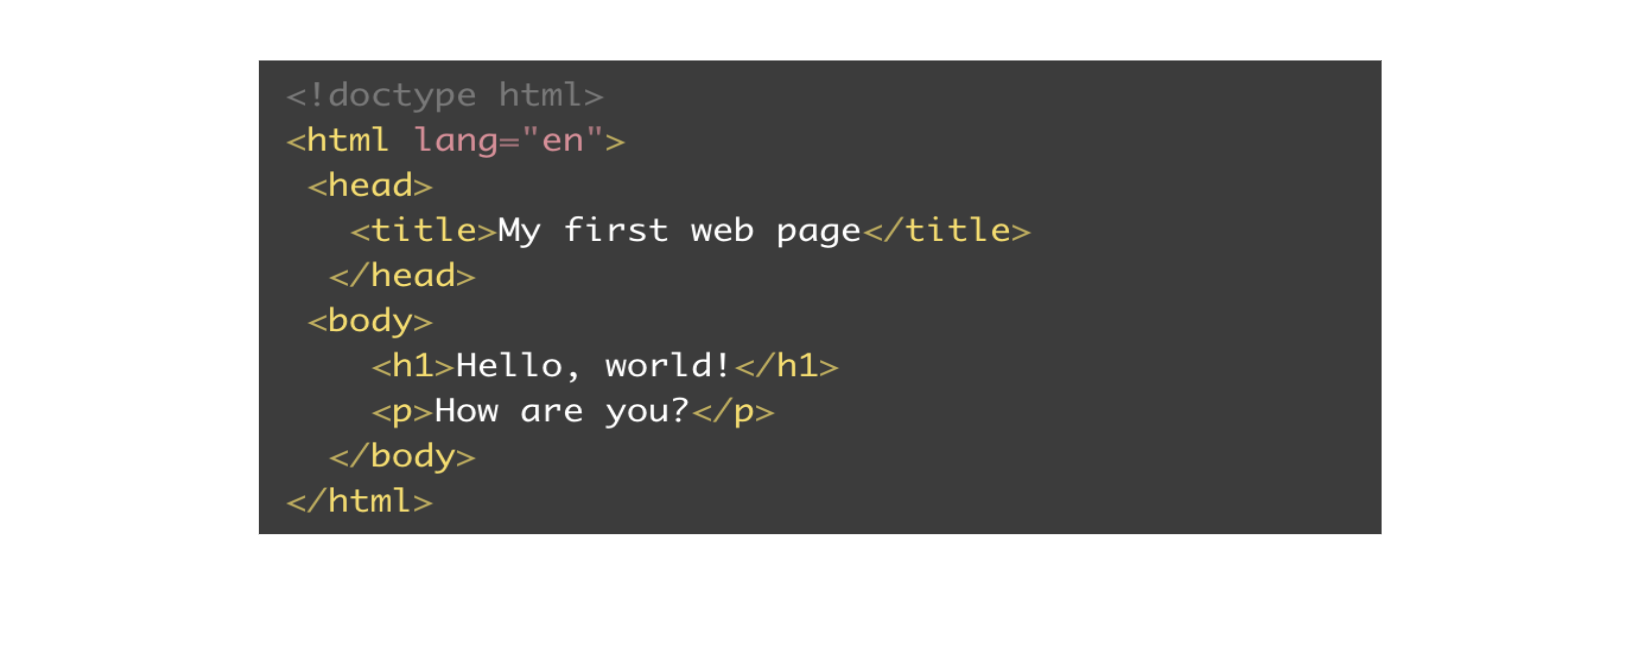 <!doctype html>
<html lang="en">
 <head>
   <title>My first web page</title>
  </head>
 <body>
    <h1>Hello, world!</h1>
    <p>How are you?</p>
  </body>
</html>